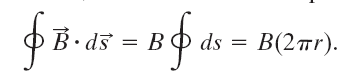 ∮ B⃗ · ds⃗ = B ∮ ds = B(2πr).